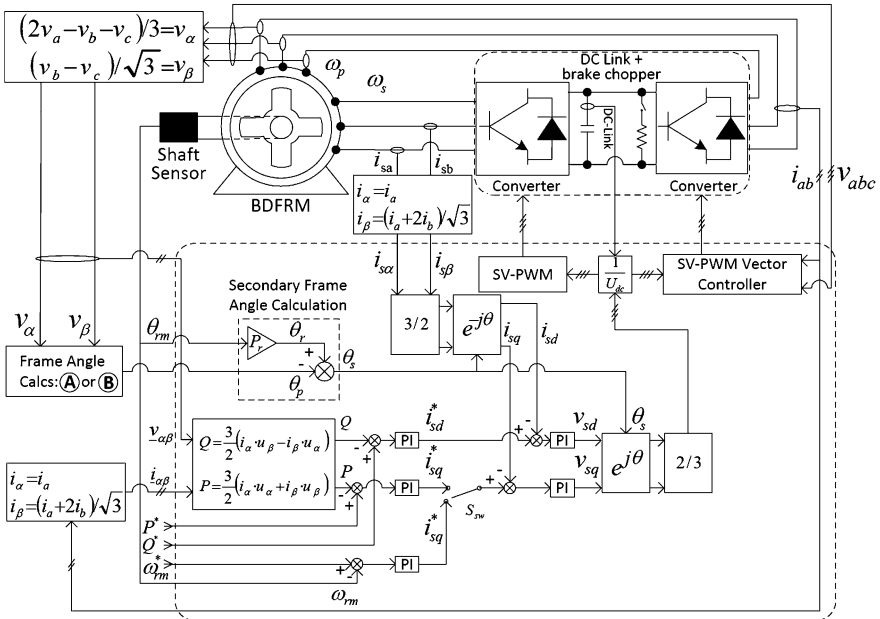 (2vₐ−v_b−v_c)/3=v_α
(v_b−v_c)/√3=v_β
ω_p
ω_s
DC Link +
brake chopper
DC-Link
Shaft
Sensor
BDFRM
i_sa
i_sb
Converter
Converter
i_ab
v_abc
i_α=i_a
i_β=(i_a+2i_b)/√3
i_sα
i_sβ
SV-PWM
1/U_dc
SV-PWM Vector
Controller
Secondary Frame
Angle Calculation
3/2
e^-jθ
i_sq
i_sd
v_α
v_β
θ_rm
P_r
θ_r
+
-
θ_p
θ_s
Frame Angle
Calcs: A or B
v_αβ
Q=3/2(i_α·u_β−i_β·u_α)
P=3/2(i_α·u_α+i_β·u_β)
Q
-
+
PI
i*_sd
+
-
PI
v_sd
θ_s
e^jθ
2/3
i_α=i_a
i_β=(i_a+2i_b)/√3
i_αβ
P
-
+
PI
i*_sq
S_sw
+
-
PI
v_sq
P*
Q*
i*_sq
ω*_rm
+
-
PI
ω_rm